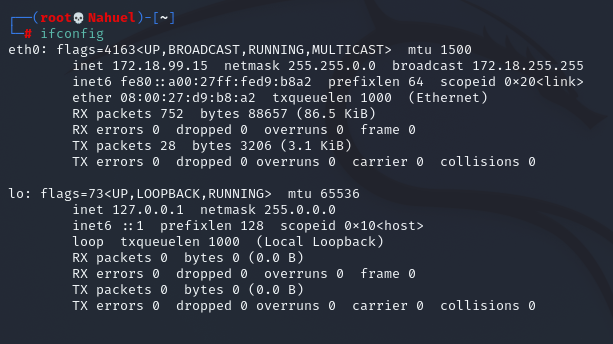 ┌──(root💀Nahuel)-[~]
└─# ifconfig
eth0: flags=4163<UP,BROADCAST,RUNNING,MULTICAST>  mtu 1500
        inet 172.18.99.15  netmask 255.255.0.0  broadcast 172.18.255.255
        inet6 fe80::a00:27ff:fed9:b8a2  prefixlen 64  scopeid 0x20<link>
        ether 08:00:27:d9:b8:a2  txqueuelen 1000  (Ethernet)
        RX packets 752  bytes 88657 (86.5 KiB)
        RX errors 0  dropped 0  overruns 0  frame 0
        TX packets 28  bytes 3206 (3.1 KiB)
        TX errors 0  dropped 0 overruns 0  carrier 0  collisions 0

lo: flags=73<UP,LOOPBACK,RUNNING>  mtu 65536
        inet 127.0.0.1  netmask 255.0.0.0
        inet6 ::1  prefixlen 128  scopeid 0x10<host>
        loop  txqueuelen 1000  (Local Loopback)
        RX packets 0  bytes 0 (0.0 B)
        RX errors 0  dropped 0  overruns 0  frame 0
        TX packets 0  bytes 0 (0.0 B)
        TX errors 0  dropped 0 overruns 0  carrier 0  collisions 0